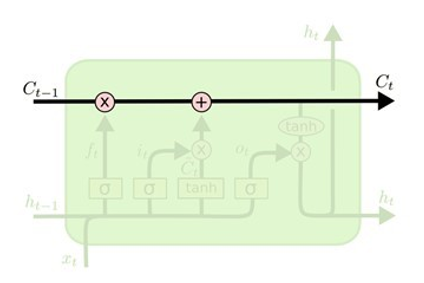 h_t
C_{t-1} × + C_t
tanh
f_t i_t × o_t ×
C̃_t
σ σ tanh σ
h_{t-1} h_t
x_t